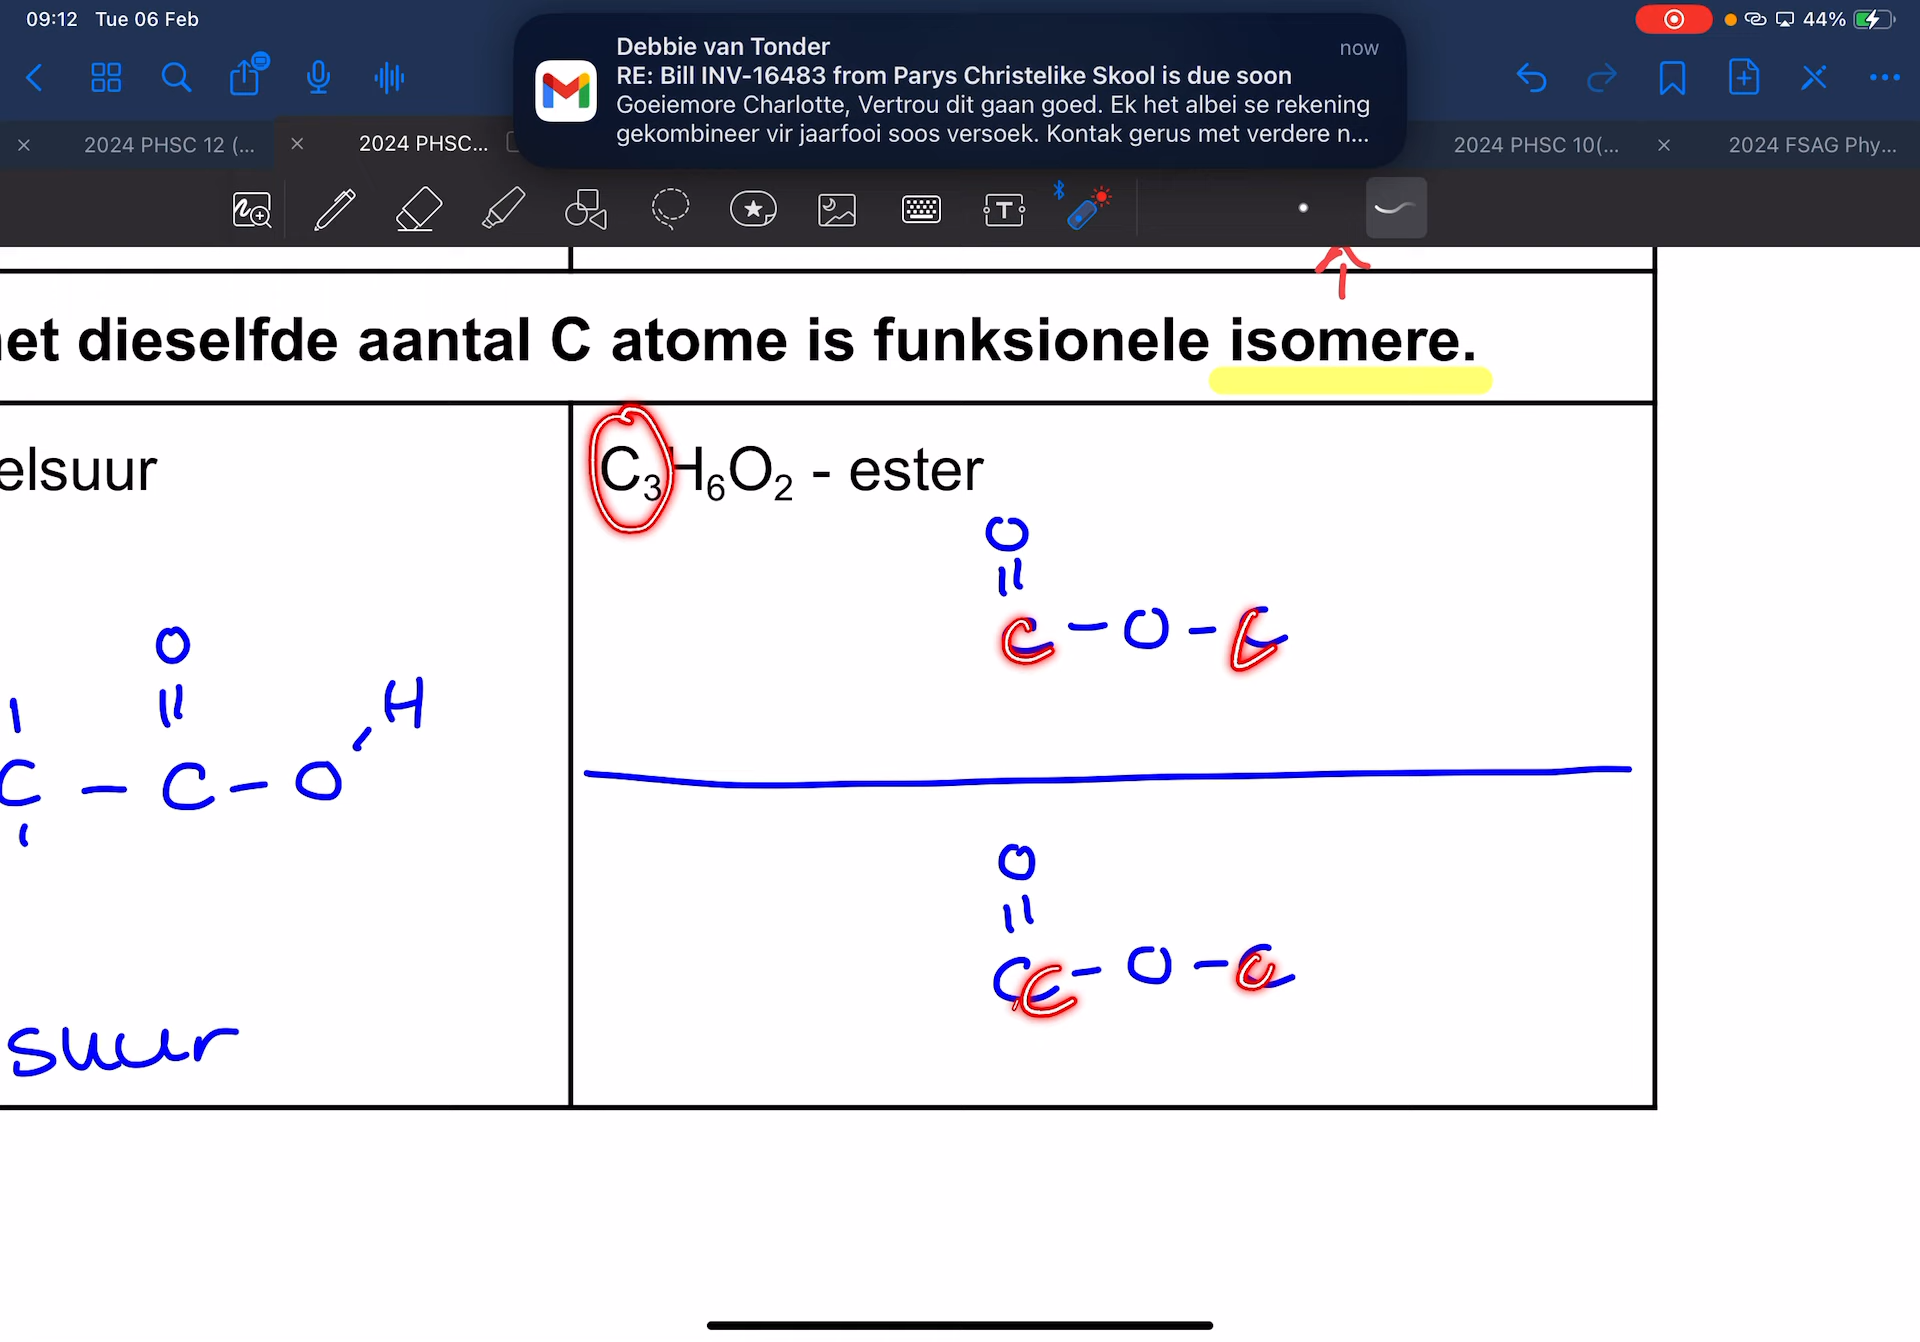 09:12 Tue 06 Feb
44%
Debbie van Tonder now
RE: Bill INV-16483 from Parys Christelike Skool is due soon
Goeiemore Charlotte, Vertrou dit gaan goed. Ek het albei se rekening
gekombineer vir jaarfooi soos versoek. Kontak gerus met verdere n...
2024 PHSC 12 (...
2024 PHSC...
2024 PHSC 10(...
2024 FSAG Phy...
et dieselfde aantal C atome is funksionele isomere.
elsuur
C₃H₆O₂ - ester
O
||
C - O - C
O
||
H
C - C - O
O
||
C - O - C
suur